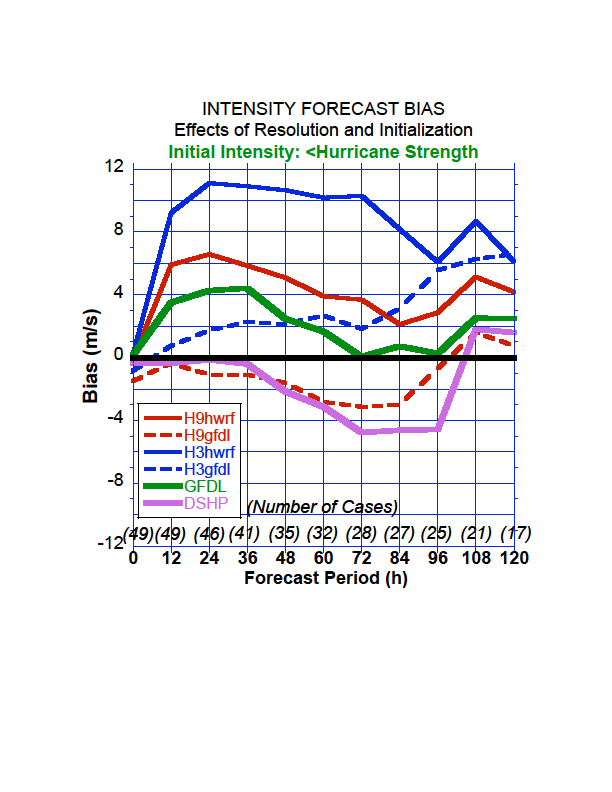 INTENSITY FORECAST BIAS
Effects of Resolution and Initialization
Initial Intensity: <Hurricane Strength
12
8
4
0
-4
-8
-12
Bias (m/s)
H9hwrf
H9gfdl
H3hwrf
H3gfdl
GFDL
DSHP
(Number of Cases)
(49) (49) (46) (41) (35) (32) (28) (27) (25) (21) (17)
0 12 24 36 48 60 72 84 96 108 120
Forecast Period (h)